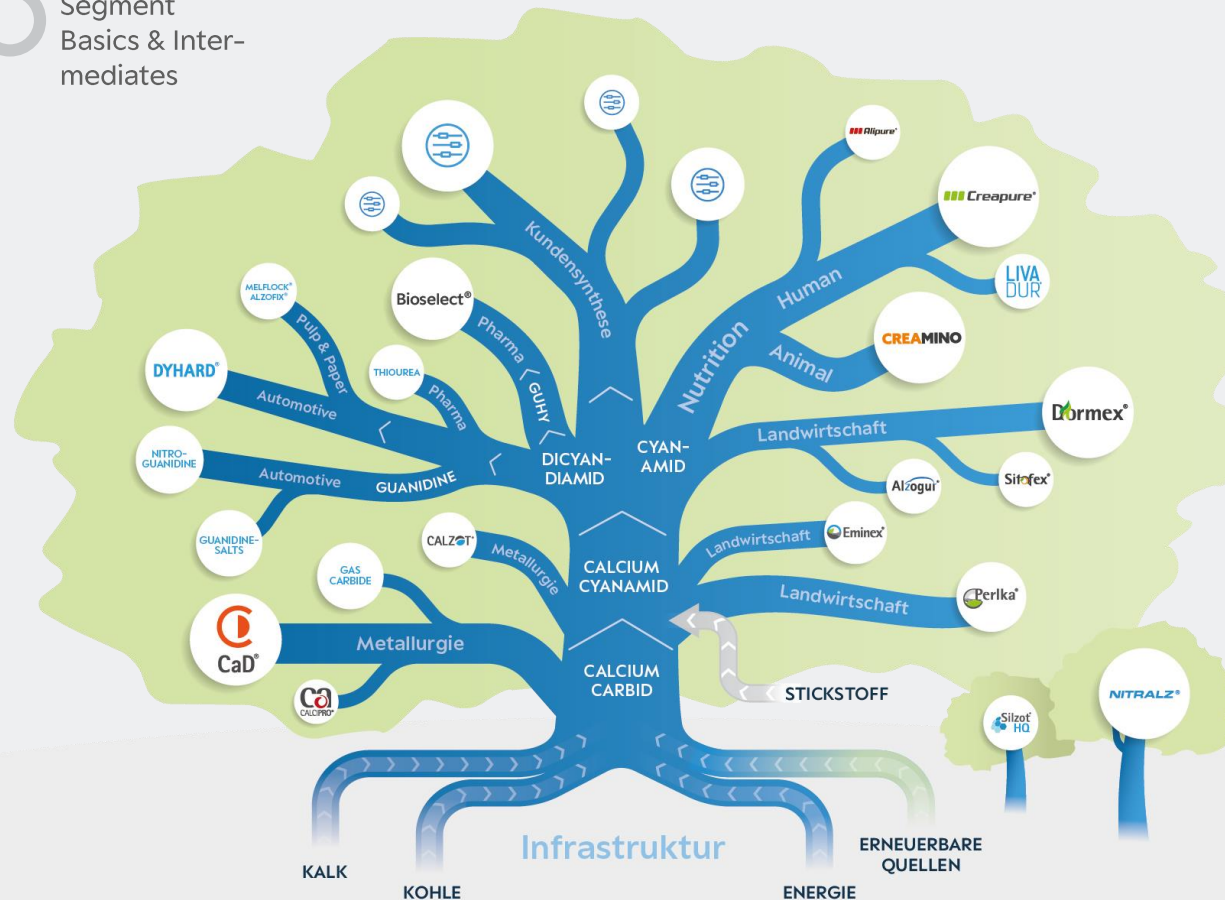 Segment
Basics & Inter-
mediates
Alipure®
Creapure®
Kundensynthese
Human
LIVA
DUR®
MELFLOCK®
ALZOFIX®
Bioselect®
Pulp & Paper
Pharma
Nutrition
Animal
CREAMINO
DYHARD®
THIOUREA
Automotive
Pharma
GUHY
Dormex®
Landwirtschaft
CYAN-
AMID
DICYAN-
DIAMID
NITRO-
GUANIDINE
Automotive
GUANIDINE
Alzogur®
Sitofex®
GUANIDINE-
SALTS
CALZOT®
Metallurgie
Landwirtschaft
Eminex®
GAS
CARBIDE
CALCIUM
CYANAMID
Landwirtschaft
Perlka®
CaD®
Metallurgie
CALCIUM
CARBID
ca
CALCIPRO®
STICKSTOFF
Silzot®
HQ
NITRALZ®
Infrastruktur
KALK
KOHLE
ENERGIE
ERNEUERBARE
QUELLEN